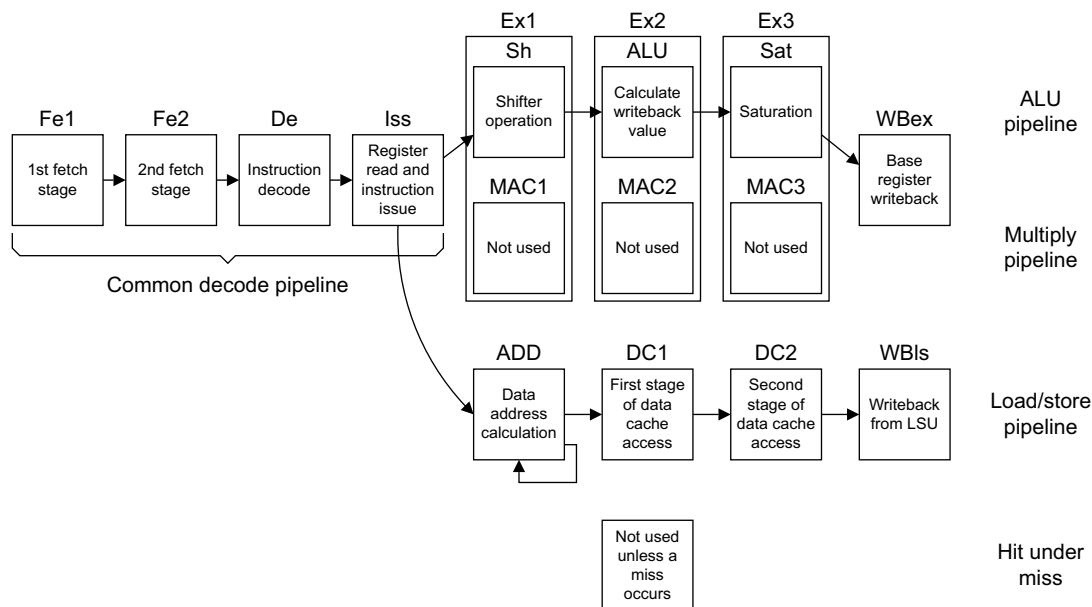 Ex1
Ex2
Ex3
Sh
ALU
Sat
Shifter
operation
Calculate
writeback
value
Saturation
ALU
pipeline
Fe1
Fe2
De
Iss
WBex
1st fetch
stage
2nd fetch
stage
Instruction
decode
Register
read and
instruction
issue
Base
register
writeback
MAC1
MAC2
MAC3
Not used
Not used
Not used
Multiply
pipeline
Common decode pipeline
ADD
DC1
DC2
WBls
Data
address
calculation
First stage
of data
cache
access
Second
stage of
data cache
access
Writeback
from LSU
Load/store
pipeline
Not used
unless a
miss
occurs
Hit under
miss